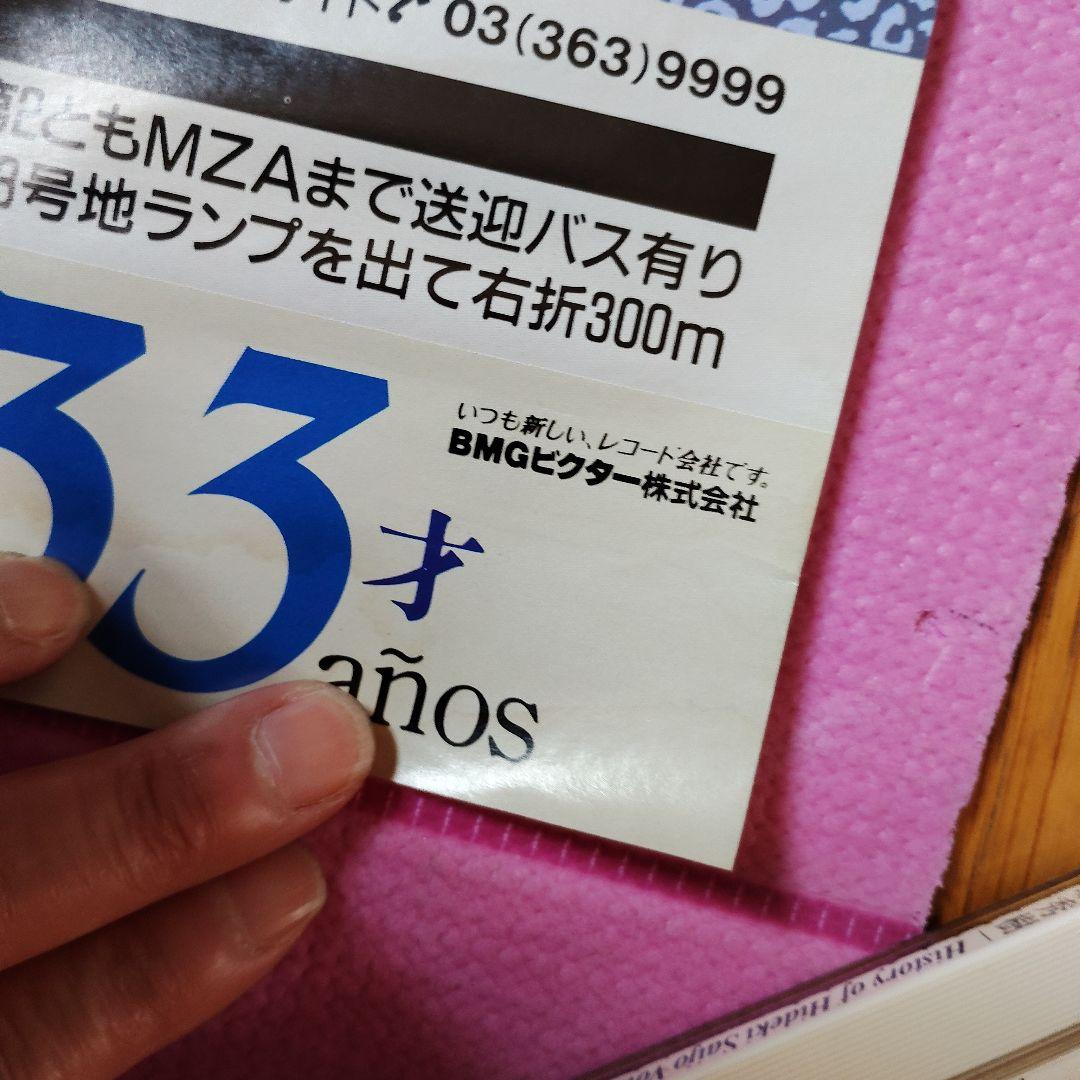 03(363)9999
ともMZAまで送迎バス有り
号地ランプを出て右折300m
33才
años
いつも新しい、レコード会社です。
BMGビクター株式会社
History of Hideki Saijo Vo